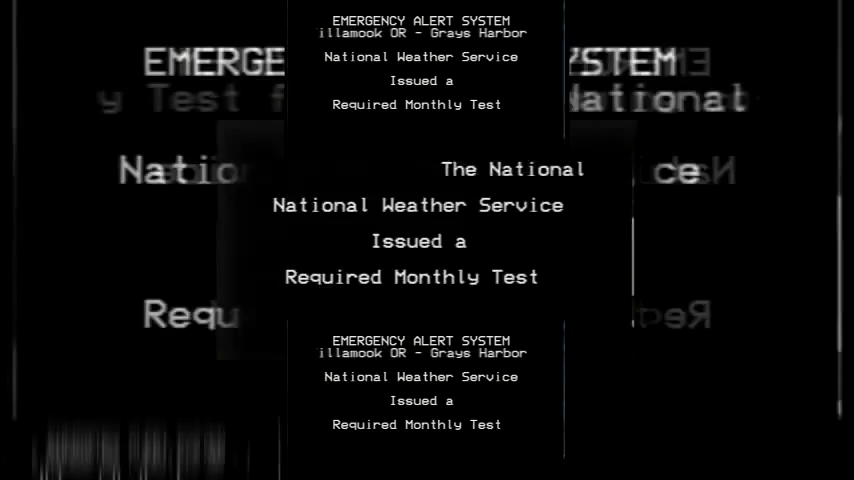 EMERGENCY ALERT SYSTEM
illamook OR - Grays Harbor
National Weather Service
Issued a
Required Monthly Test
EMERGE
STEM
y Test f
National
The National
Natio
ce
National Weather Service
Issued a
Required Monthly Test
Requ
EMERGENCY ALERT SYSTEM
illamook OR - Grays Harbor
National Weather Service
Issued a
Required Monthly Test